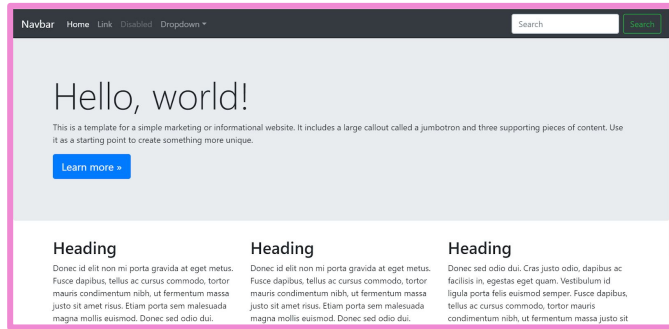 Navbar Home Link Disabled Dropdown Search Search
Hello, world!
This is a template for a simple marketing or informational website. It includes a large callout called a jumbotron and three supporting pieces of content. Use
it as a starting point to create something more unique.
Learn more »
Heading
Donec id elit non mi porta gravida at eget metus.
Fusce dapibus, tellus ac cursus commodo, tortor
mauris condimentum nibh, ut fermentum massa
justo sit amet risus. Etiam porta sem malesuada
magna mollis euismod. Donec sed odio dui.
Heading
Donec id elit non mi porta gravida at eget metus.
Fusce dapibus, tellus ac cursus commodo, tortor
mauris condimentum nibh, ut fermentum massa
justo sit amet risus. Etiam porta sem malesuada
magna mollis euismod. Donec sed odio dui.
Heading
Donec sed odio dui. Cras justo odio, dapibus ac
facilisis in, egestas eget quam. Vestibulum id
ligula porta felis euismod semper. Fusce dapibus,
tellus ac cursus commodo, tortor mauris
condimentum nibh, ut fermentum massa justo sit